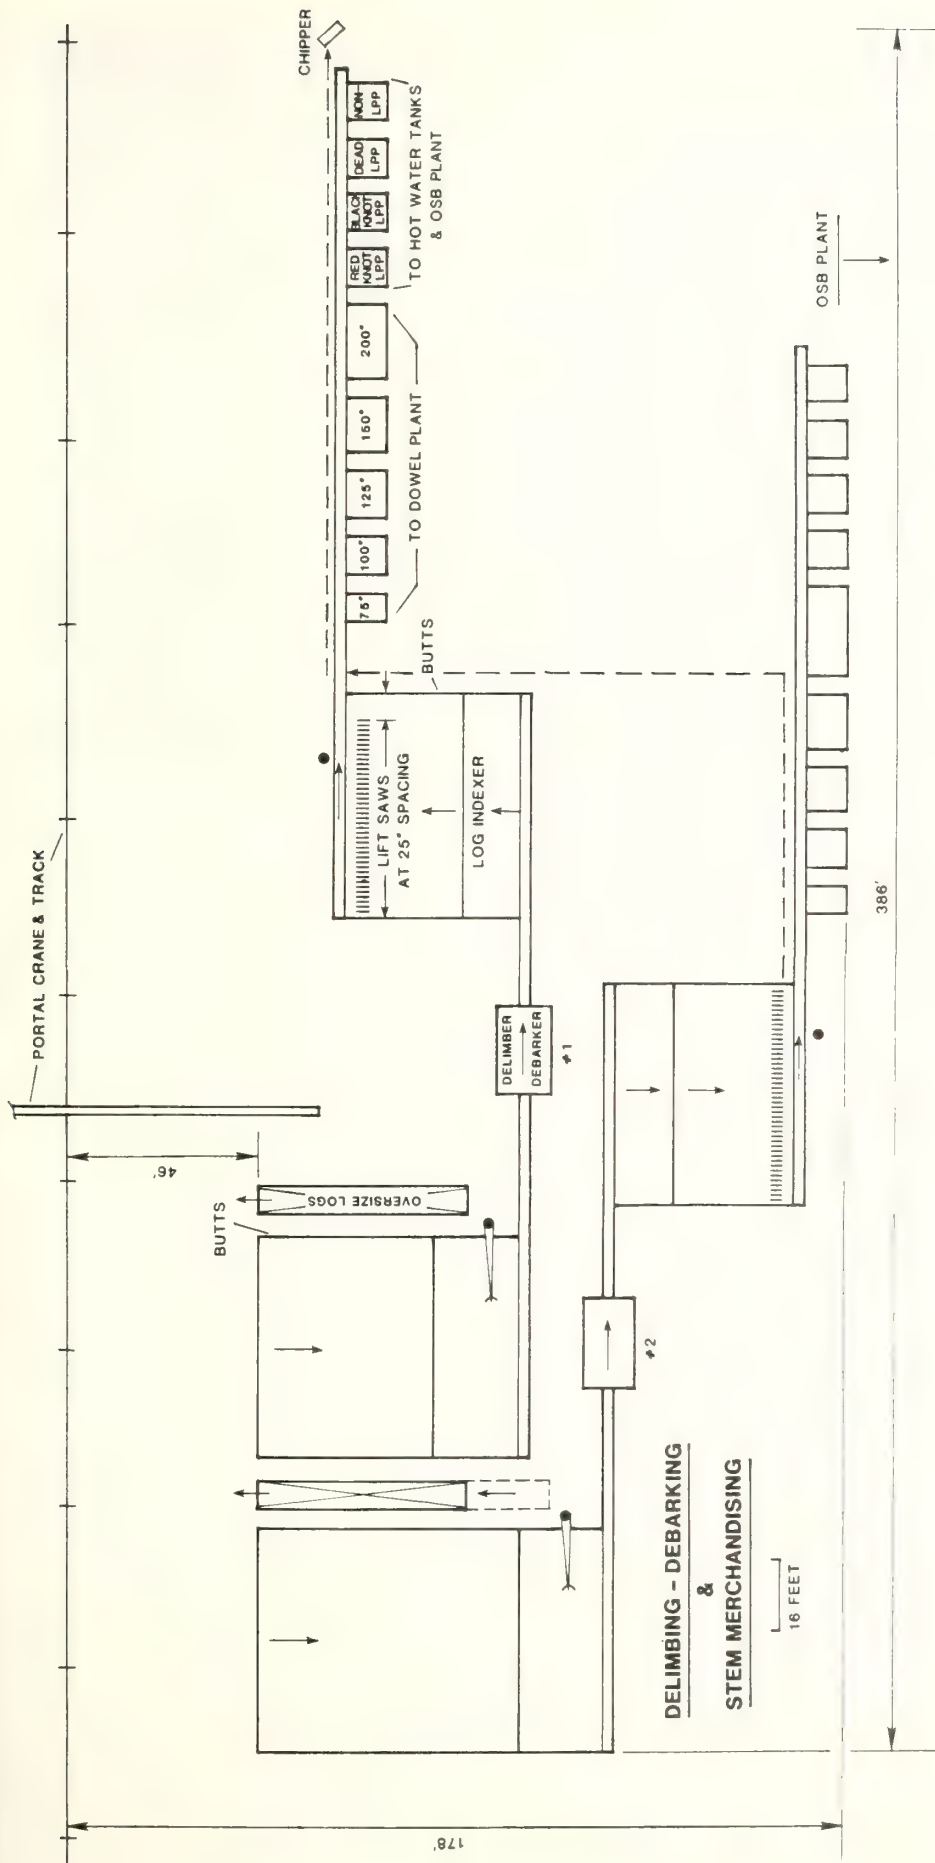 PORTAL CRANE & TRACK
CHIPPER
NON
LPP
DEAD
LPP
BLACK
KNOT
LPP
RED
KNOT
LPP
TO HOT WATER TANKS
& OSB PLANT
200"
150"
125"
100"
75"
TO DOWEL PLANT
BUTTS
LIFT SAWS
AT 25" SPACING
LOG INDEXER
OSB PLANT
DELIMBER
DEBARKER
#1
46'
OVERSIZE LOGS
BUTTS
#2
386'
178'
DELIMBING - DEBARKING
&
STEM MERCHANDISING
16 FEET